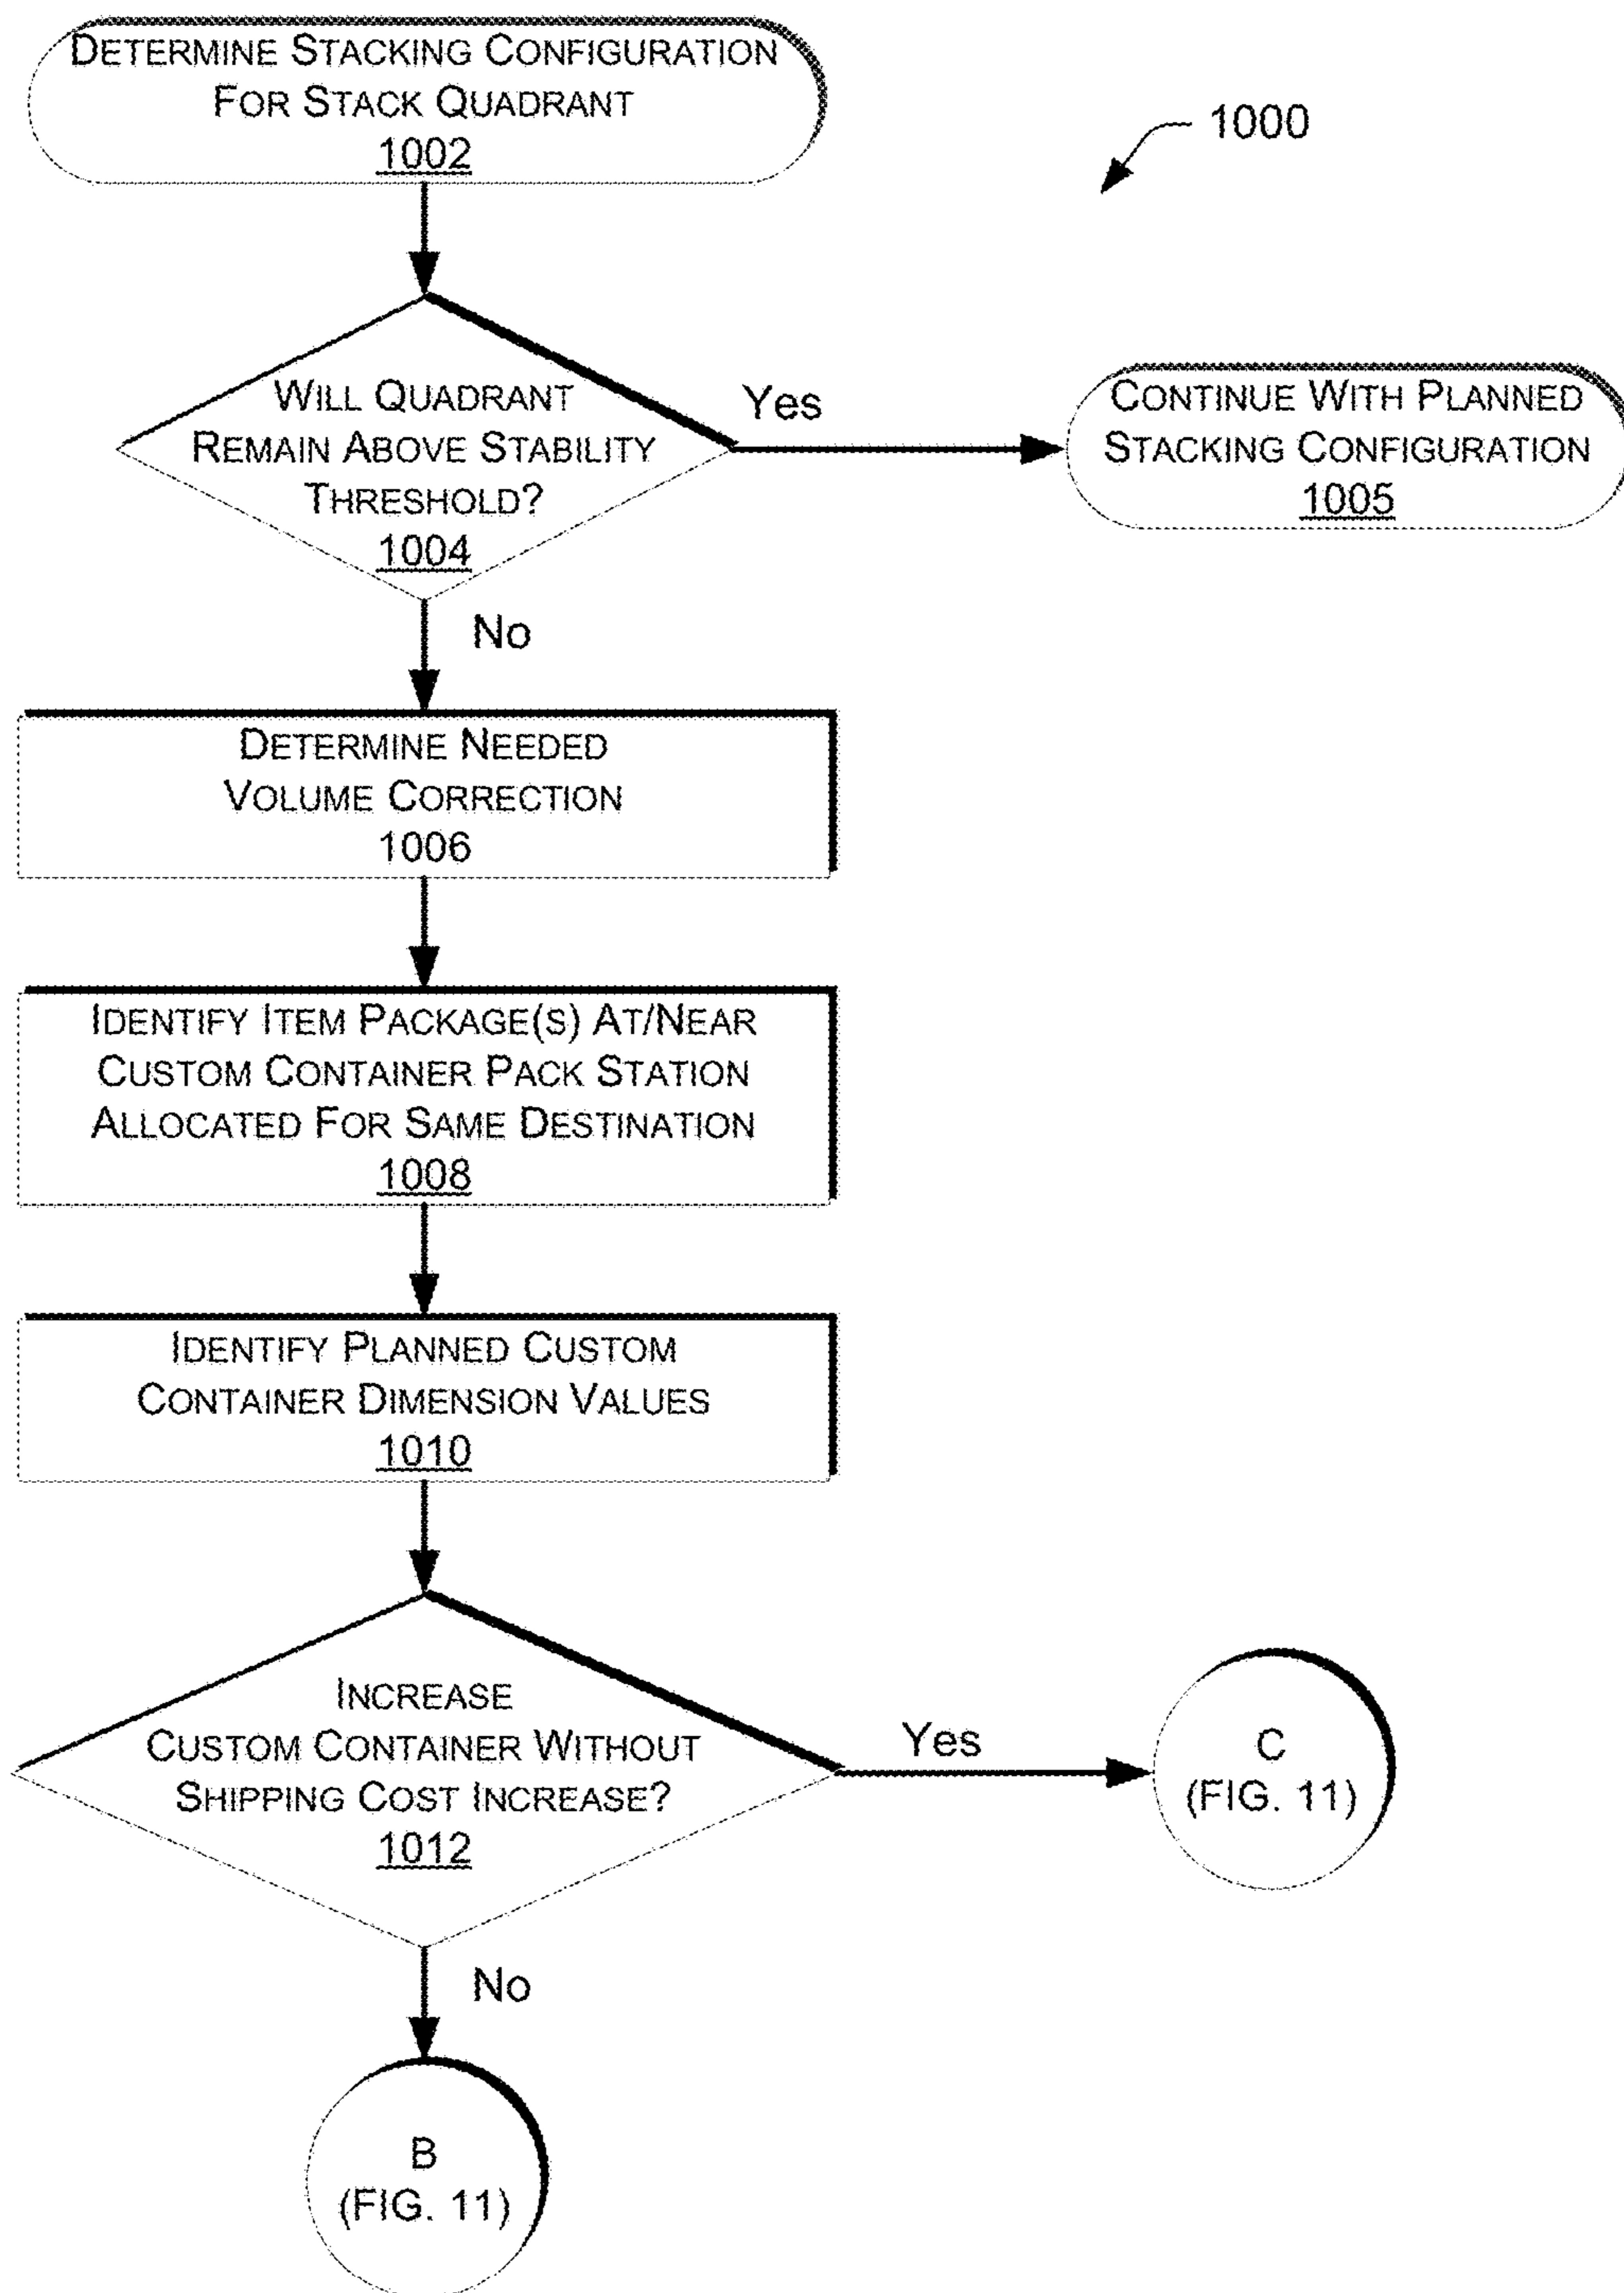 DETERMINE STACKING CONFIGURATION
FOR STACK QUADRANT
1002
1000
WILL QUADRANT
REMAIN ABOVE STABILITY
THRESHOLD?
1004
Yes
CONTINUE WITH PLANNED
STACKING CONFIGURATION
1005
No
DETERMINE NEEDED
VOLUME CORRECTION
1006
IDENTIFY ITEM PACKAGE(S) AT/NEAR
CUSTOM CONTAINER PACK STATION
ALLOCATED FOR SAME DESTINATION
1008
IDENTIFY PLANNED CUSTOM
CONTAINER DIMENSION VALUES
1010
INCREASE
CUSTOM CONTAINER WITHOUT
SHIPPING COST INCREASE?
1012
Yes
C
(FIG. 11)
No
B
(FIG. 11)